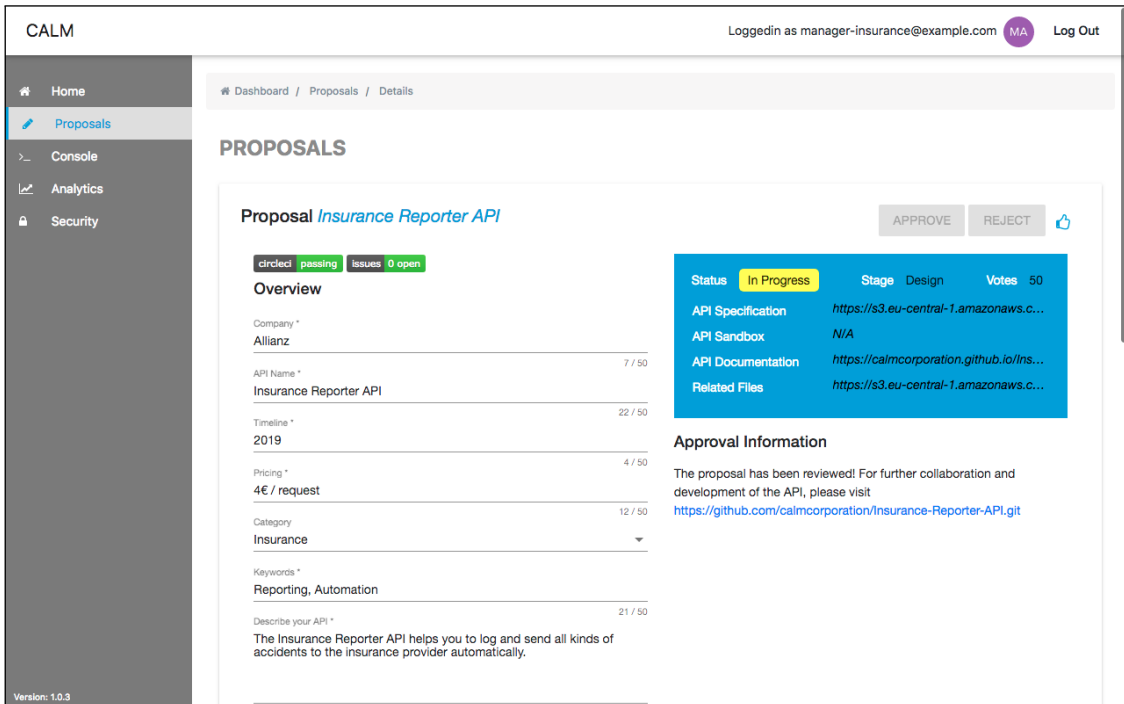 CALM
Loggedin as manager-insurance@example.com MA Log Out
Home
Proposals
Console
Analytics
Security
Version: 1.0.3
Dashboard / Proposals / Details
PROPOSALS
Proposal Insurance Reporter API
APPROVE REJECT
circleci passing issues 0 open
Overview
Company *
Allianz
7 / 50
API Name *
Insurance Reporter API
22 / 50
Timeline *
2019
4 / 50
Pricing *
4€ / request
12 / 50
Category
Insurance
Keywords *
Reporting, Automation
21 / 50
Describe your API *
The Insurance Reporter API helps you to log and send all kinds of
accidents to the insurance provider automatically.
Status In Progress Stage Design Votes 50
API Specification https://s3.eu-central-1.amazonaws.c...
API Sandbox N/A
API Documentation https://calmcorporation.github.io/Ins...
Related Files https://s3.eu-central-1.amazonaws.c...
Approval Information
The proposal has been reviewed! For further collaboration and
development of the API, please visit
https://github.com/calmcorporation/Insurance-Reporter-API.git